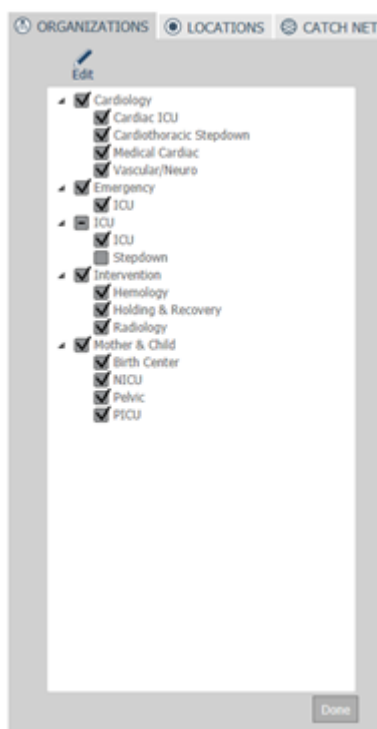 ORGANIZATIONS LOCATIONS CATCH NET
Edit
Cardiology
Cardiac ICU
Cardiothoracic Stepdown
Medical Cardiac
Vascular/Neuro
Emergency
ICU
ICU
ICU
Stepdown
Intervention
Hemology
Holding & Recovery
Radiology
Mother & Child
Birth Center
NICU
Pelvic
PICU
Done